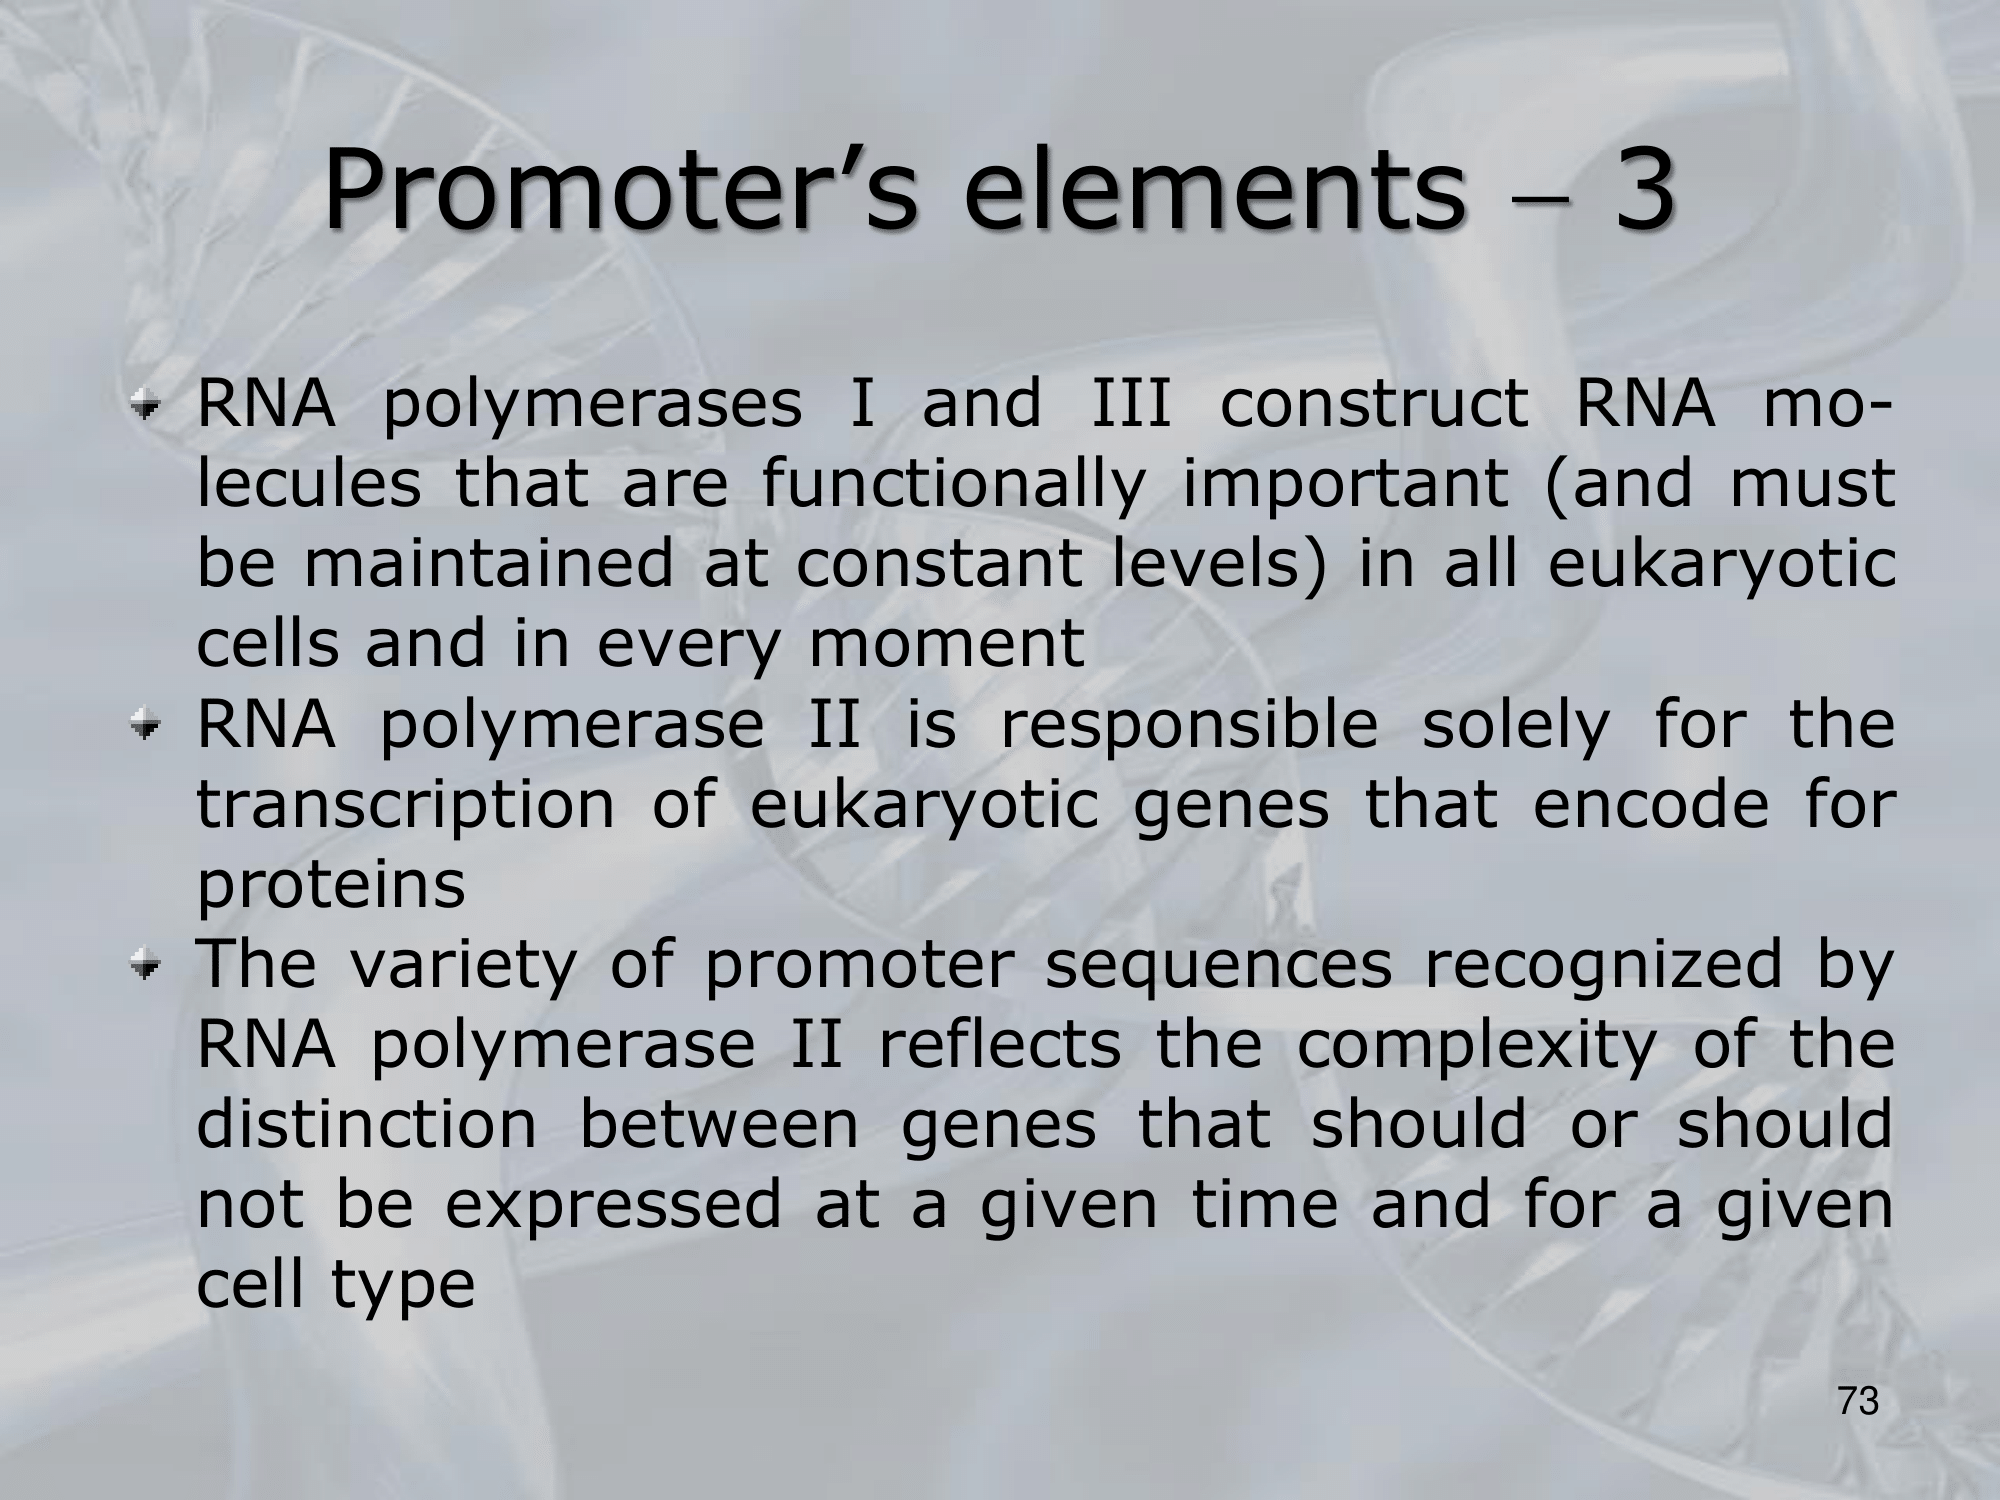 Promoter’s elements – 3
RNA polymerases I and III construct RNA mo-
lecules that are functionally important (and must
be maintained at constant levels) in all eukaryotic
cells and in every moment
RNA polymerase II is responsible solely for the
transcription of eukaryotic genes that encode for
proteins
The variety of promoter sequences recognized by
RNA polymerase II reflects the complexity of the
distinction between genes that should or should
not be expressed at a given time and for a given
cell type
73